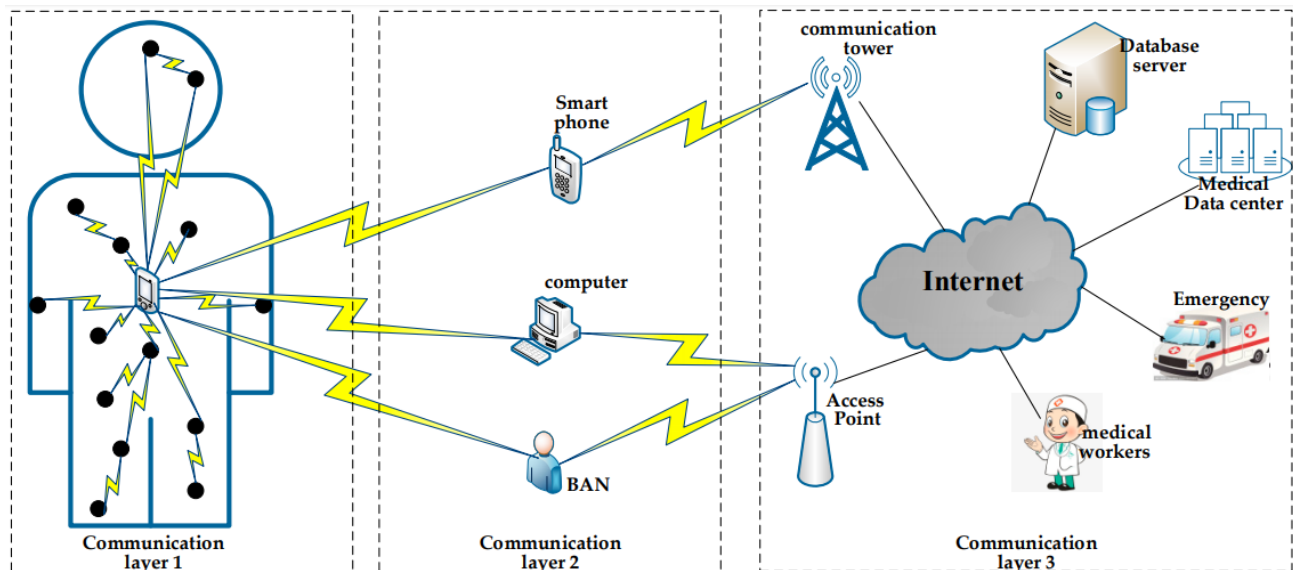 communication
tower
Database
server
Smart
phone
Medical
Data center
computer
Internet
Emergency
Access
Point
medical
workers
BAN
Communication
layer 1
Communication
layer 2
Communication
layer 3